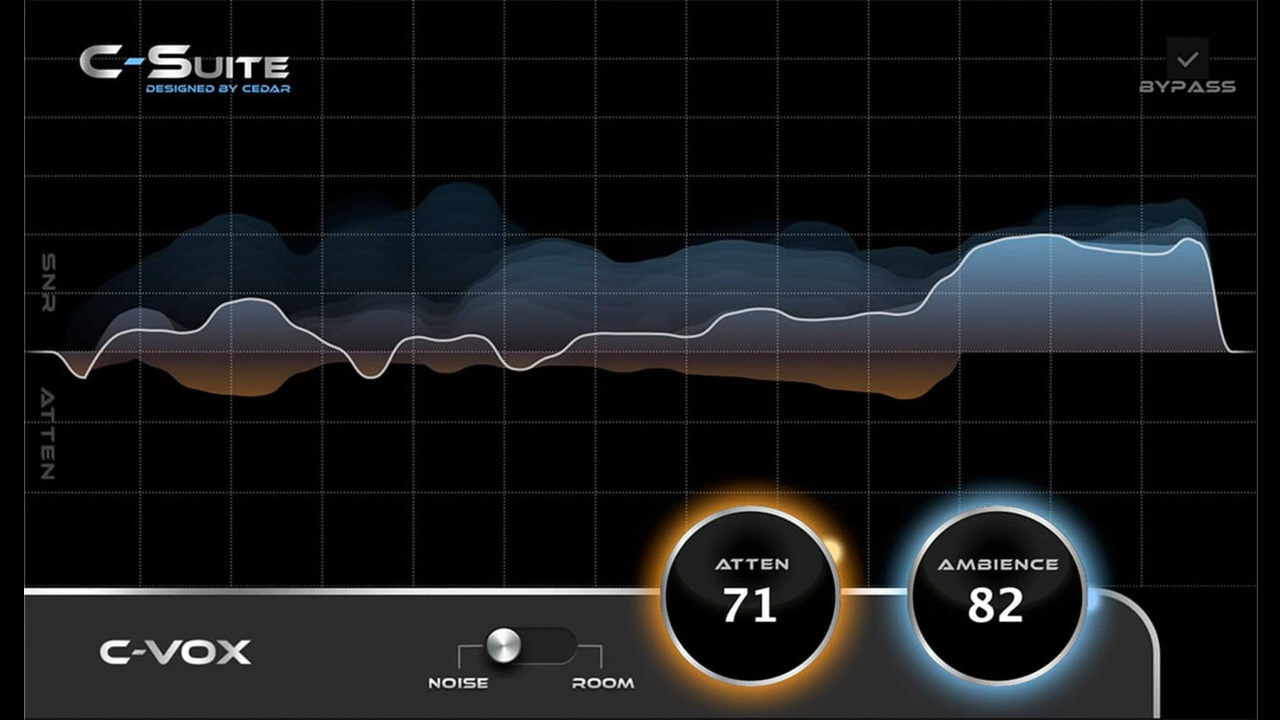 C-SUITE
DESIGNED BY CEDAR
BYPASS
SNR
ATTEN
ATTEN
71
AMBIENCE
82
C-VOX
NOISE
ROOM